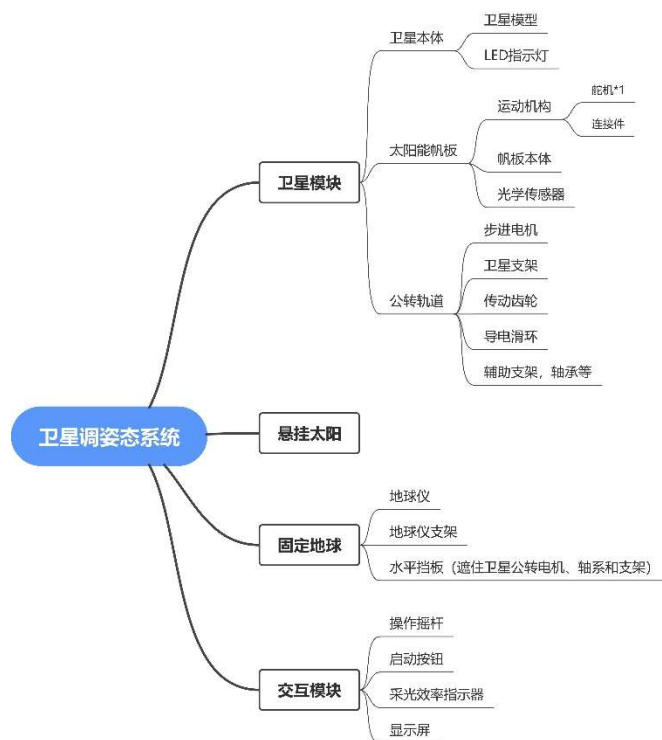 卫星调姿态系统
卫星模块
卫星本体
卫星模型
LED指示灯
太阳能帆板
运动机构
舵机*1
连接件
帆板本体
光学传感器
公转轨道
步进电机
卫星支架
传动齿轮
导电滑环
辅助支架，轴承等
悬挂太阳
固定地球
地球仪
地球仪支架
水平挡板（遮住卫星公转电机、轴系和支架）
交互模块
操作摇杆
启动按钮
采光效率指示器
显示屏